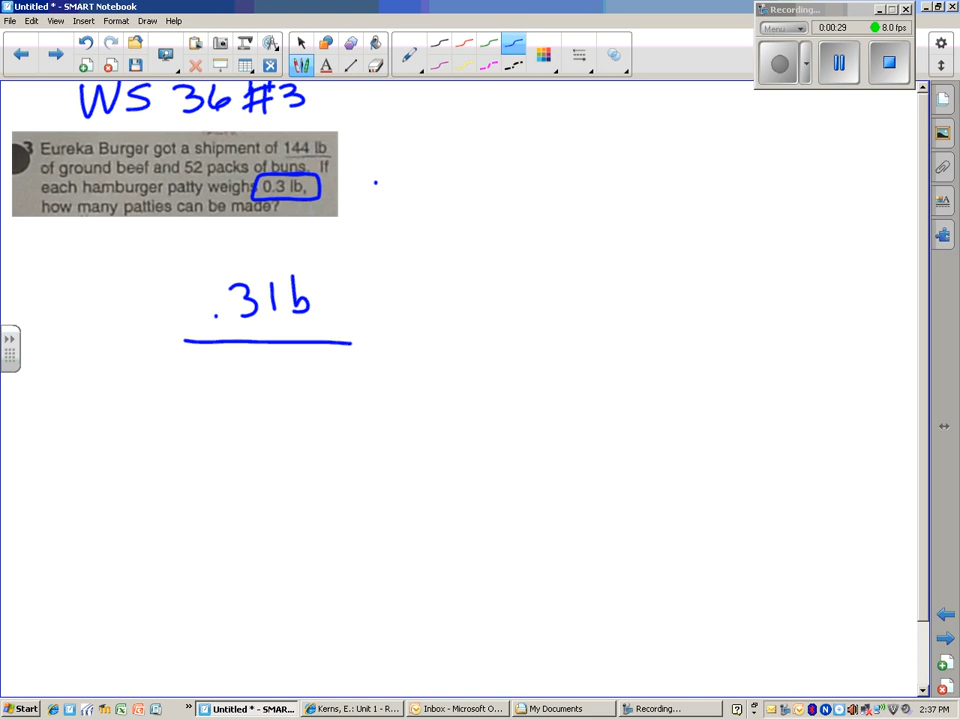 Untitled * - SMART Notebook
File Edit View Insert Format Draw Help
Recording...
Menu
0:00:29
8.0 fps
WS 36 #3
3 Eureka Burger got a shipment of 144 lb
of ground beef and 52 packs of buns. If
each hamburger patty weighs 0.3 lb,
how many patties can be made?
.3 lb
Start
Untitled * - SMAR...
Kerns, E.: Unit 1 - R...
Inbox - Microsoft O...
My Documents
Recording...
2:37 PM